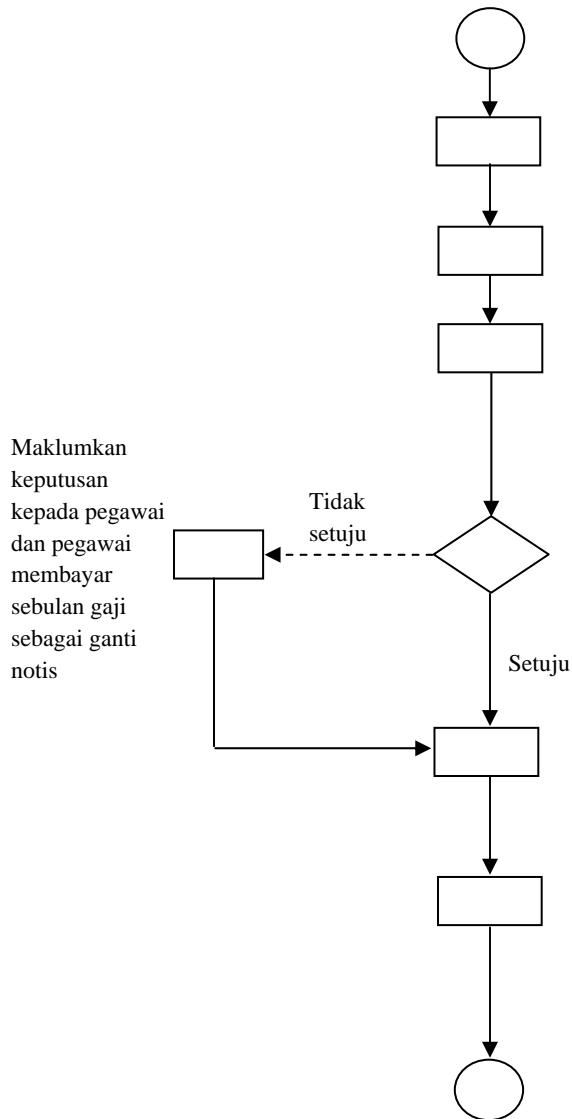 Maklumkan
keputusan
kepada pegawai
dan pegawai
membayar
sebulan gaji
sebagai ganti
notis
Tidak
setuju
Setuju